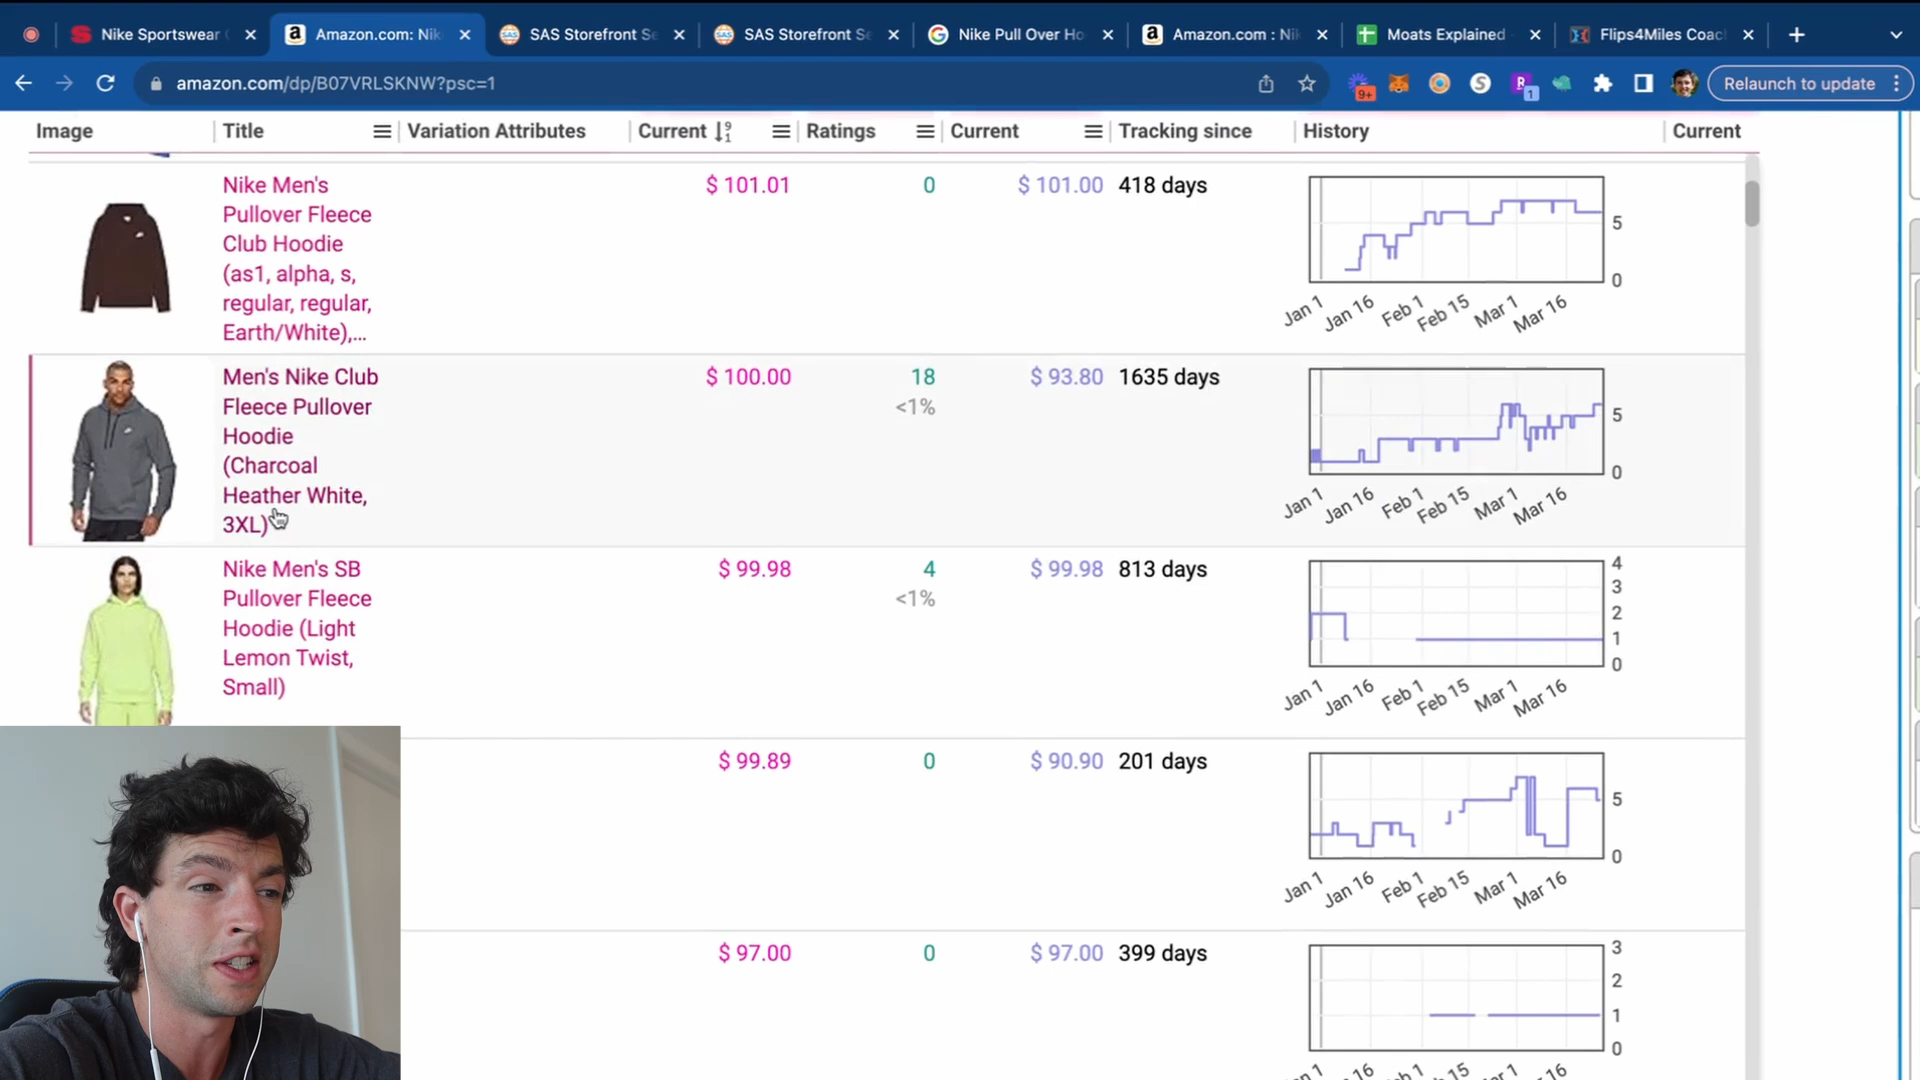 Nike Sportswear
Amazon.com: Nik
SAS Storefront Se
SAS Storefront Se
Nike Pull Over Ho
Amazon.com : Ni
Moats Explained
Flips4Miles Coac
amazon.com/dp/B07VRLSKNW?psc=1
9+
1
Relaunch to update
Image
Title
Variation Attributes
Current
Ratings
Current
Tracking since
History
Current
Nike Men's
Pullover Fleece
Club Hoodie
(as1, alpha, s,
regular, regular,
Earth/White),...
$ 101.01
0
$ 101.00
418 days
5
0
Jan 1
Jan 16
Feb 1
Feb 15
Mar 1
Mar 16
Men's Nike Club
Fleece Pullover
Hoodie
(Charcoal
Heather White,
3XL)
$ 100.00
18
<1%
$ 93.80
1635 days
5
0
Jan 1
Jan 16
Feb 1
Feb 15
Mar 1
Mar 16
Nike Men's SB
Pullover Fleece
Hoodie (Light
Lemon Twist,
Small)
$ 99.98
4
<1%
$ 99.98
813 days
4
3
2
1
0
Jan 1
Jan 16
Feb 1
Feb 15
Mar 1
Mar 16
$ 99.89
0
$ 90.90
201 days
5
0
Jan 1
Jan 16
Feb 1
Feb 15
Mar 1
Mar 16
$ 97.00
0
$ 97.00
399 days
3
2
1
0